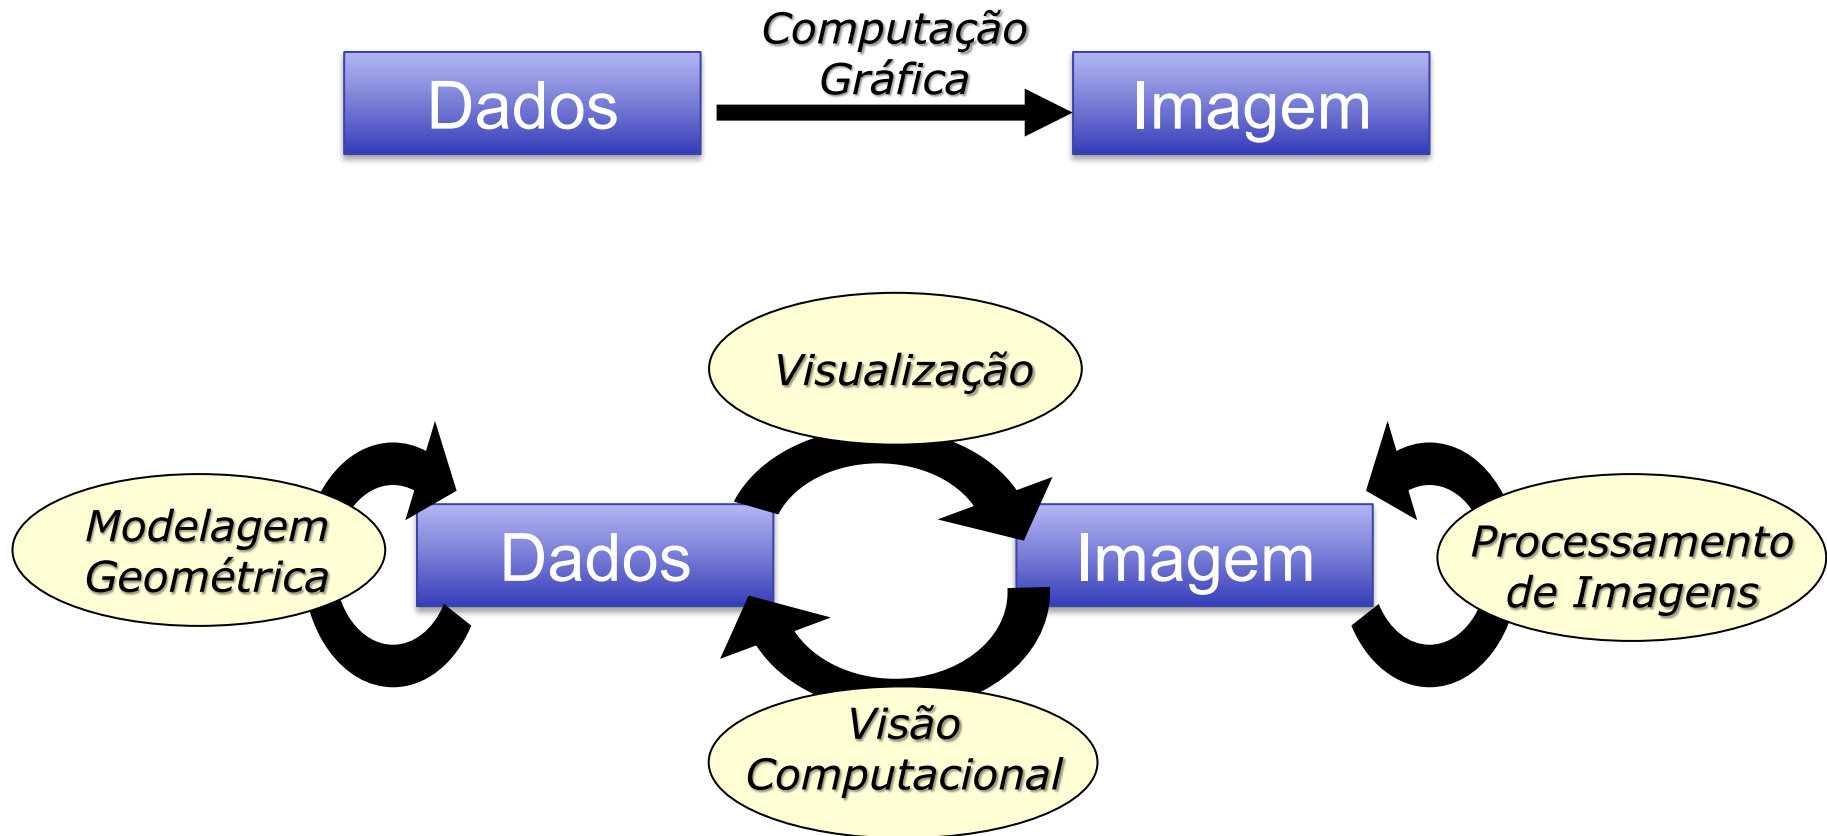 Computação
Gráfica
Dados
Imagem
Visualização
Modelagem
Geométrica
Dados
Imagem
Processamento
de Imagens
Visão
Computacional